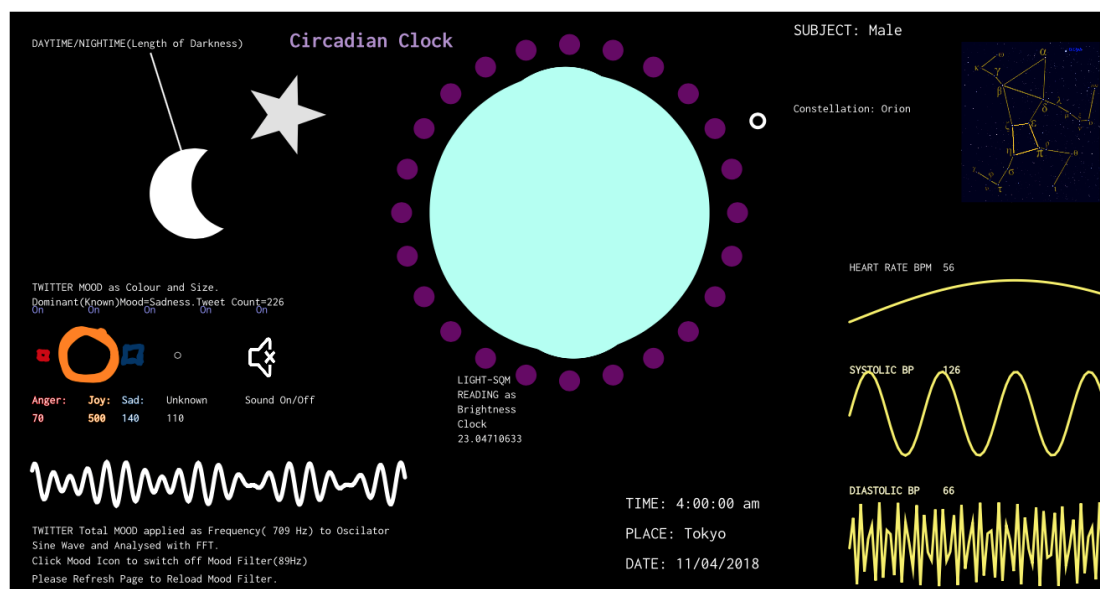 DAYTIME/NIGHTIME(Length of Darkness)
Circadian Clock
SUBJECT: Male
Constellation: Orion
TWITTER MOOD as Colour and Size.
Dominant(Known)Mood=Sadness.Tweet Count=226
On On On On On
Anger: Joy: Sad: Unknown Sound On/Off
70 500 140 110
TWITTER Total MOOD applied as Frequency( 709 Hz) to Oscilator
Sine Wave and Analysed with FFT.
Click Mood Icon to switch off Mood Filter(89Hz)
Please Refresh Page to Reload Mood Filter.
LIGHT-SQM
READING as
Brightness
Clock
23.04710633
TIME: 4:00:00 am
PLACE: Tokyo
DATE: 11/04/2018
HEART RATE BPM 56
SYSTOLIC BP 126
DIASTOLIC BP 66